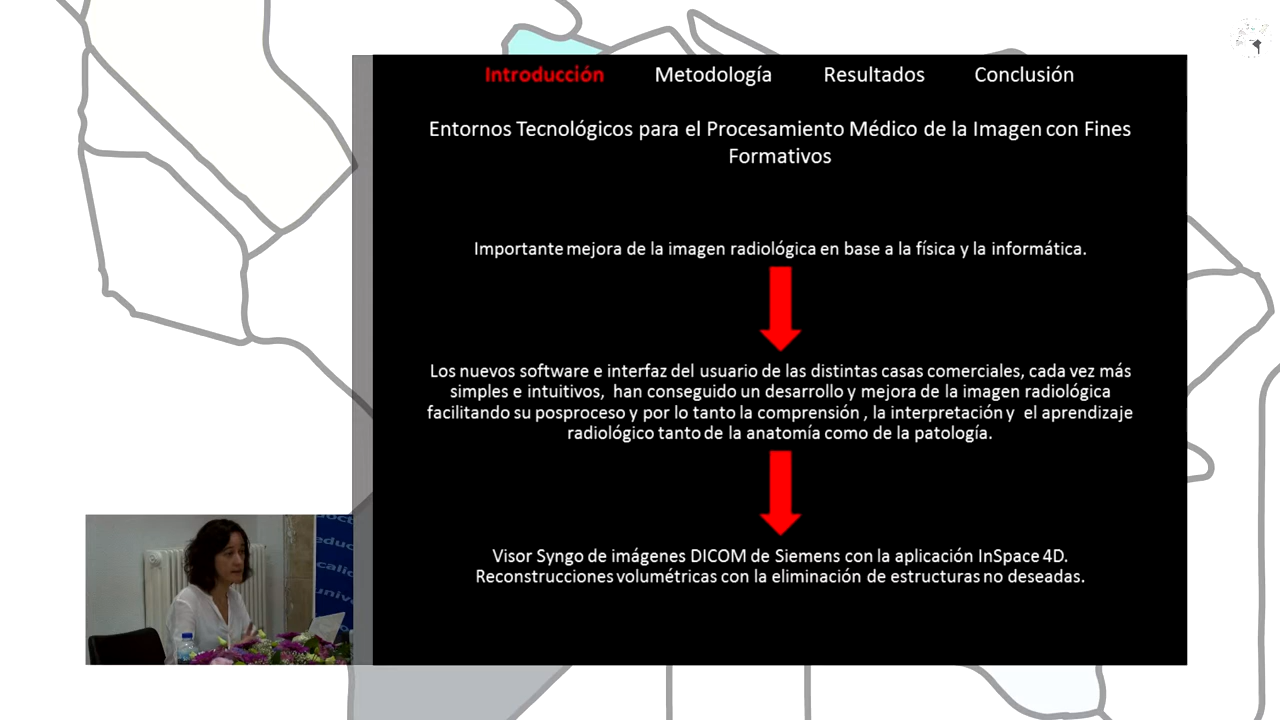 Introducción Metodología Resultados Conclusión
Entornos Tecnológicos para el Procesamiento Médico de la Imagen con Fines
Formativos
Importante mejora de la imagen radiológica en base a la física y la informática.
Los nuevos software e interfaz del usuario de las distintas casas comerciales, cada vez más
simples e intuitivos, han conseguido un desarrollo y mejora de la imagen radiológica
facilitando su posproceso y por lo tanto la comprensión , la interpretación y el aprendizaje
radiológico tanto de la anatomía como de la patología.
Visor Syngo de imágenes DICOM de Siemens con la aplicación InSpace 4D.
Reconstrucciones volumétricas con la eliminación de estructuras no deseadas.